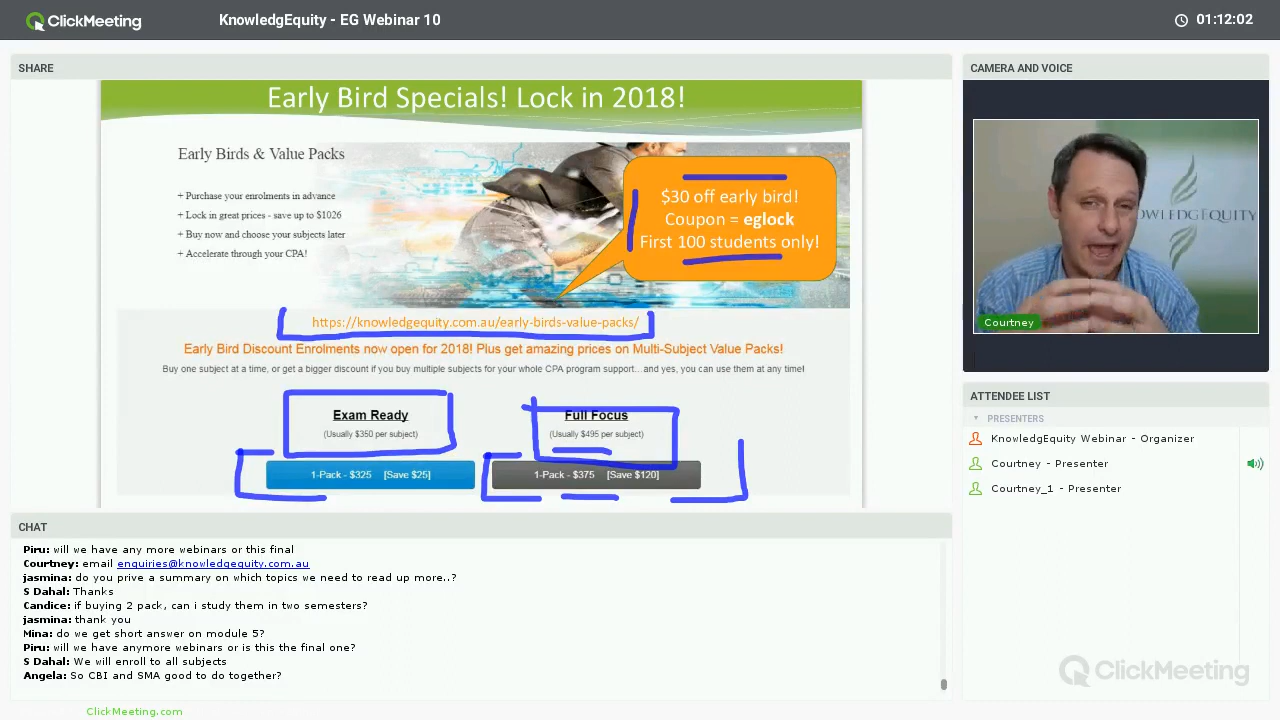 ClickMeeting
KnowledgEquity - EG Webinar 10
01:12:02
SHARE
Early Bird Specials! Lock in 2018!
Early Birds & Value Packs
+ Purchase your enrolments in advance
+ Lock in great prices - save up to $1026
+ Buy now and choose your subjects later
+ Accelerate through your CPA!
$30 off early bird!
Coupon = eglock
First 100 students only!
https://knowledgequity.com.au/early-birds-value-packs/
Early Bird Discount Enrolments now open for 2018! Plus get amazing prices on Multi-Subject Value Packs!
Buy one subject at a time, or get a bigger discount if you buy multiple subjects for your whole CPA program support...and yes, you can use them at any time!
Exam Ready
(Usually $350 per subject)
1-Pack - $325 [Save $25]
Full Focus
(Usually $495 per subject)
1-Pack - $375 [Save $120]
CAMERA AND VOICE
OWLEDGEQUITY
Courtney
ATTENDEE LIST
PRESENTERS
KnowledgEquity Webinar - Organizer
Courtney - Presenter
Courtney_1 - Presenter
CHAT
Piru: will we have any more webinars or this final
Courtney: email enquiries@knowledgequity.com.au
jasmina: do you prive a summary on which topics we need to read up more..?
S Dahal: Thanks
Candice: if buying 2 pack, can i study them in two semesters?
jasmina: thank you
Mina: do we get short answer on module 5?
Piru: will we have anymore webinars or is this the final one?
S Dahal: We will enroll to all subjects
Angela: So CBI and SMA good to do together?
ClickMeeting
ClickMeeting.com